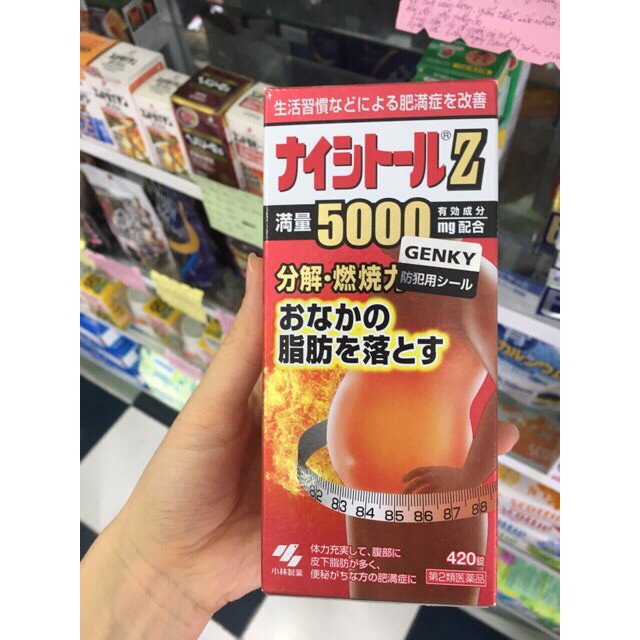 生活習慣などによる肥満症を改善
ナイシトール®Z
満量 5000 有効成分 mg配合
GENKY
防犯用シール
分解・燃焼力
おなかの
脂肪を落とす
82 83 84 85 86 87 88
体力充実して、腹部に
皮下脂肪が多く、
便秘がちな方の肥満症に
小林製薬
420錠
第2類医薬品